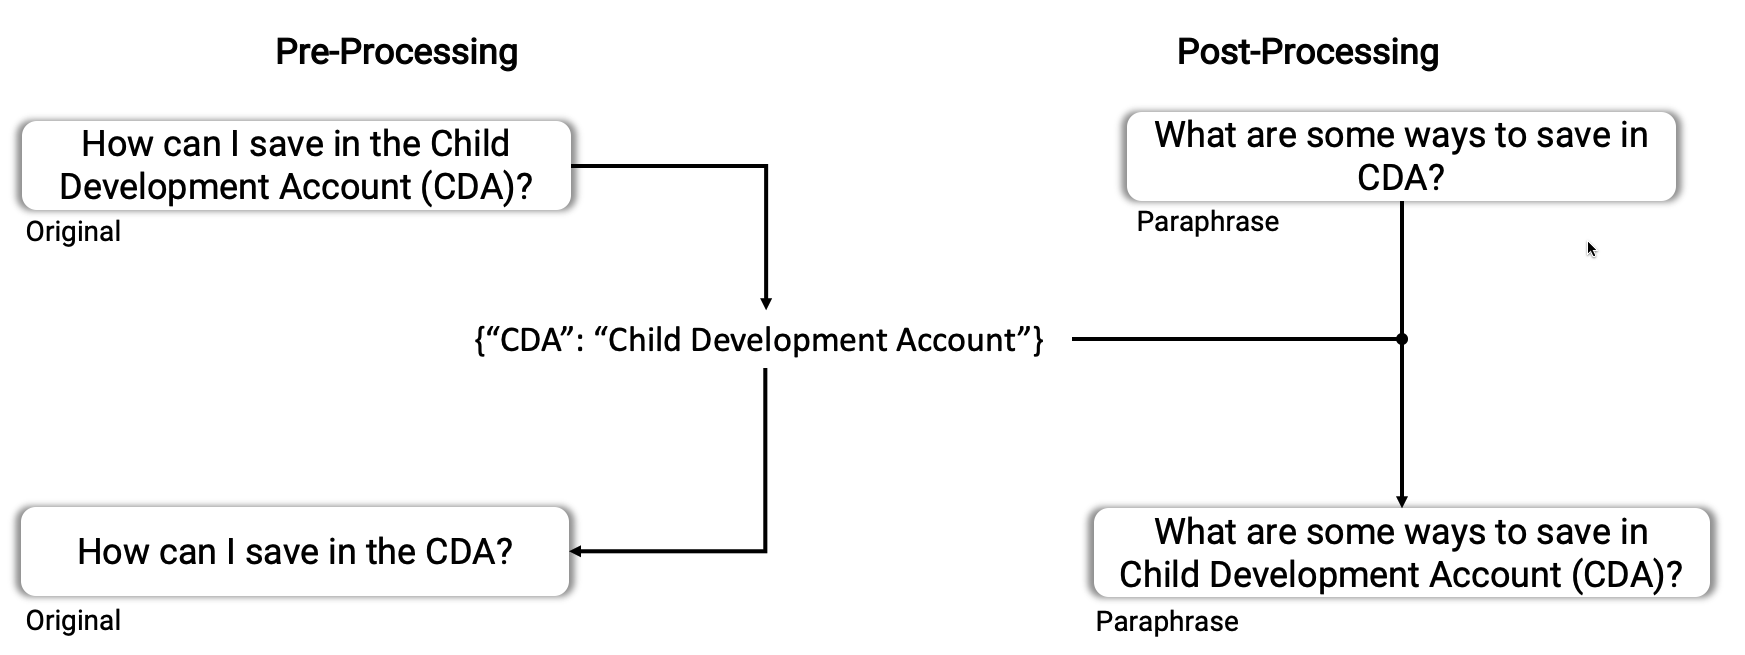 Pre-Processing
Post-Processing
How can I save in the Child
Development Account (CDA)?
Original
What are some ways to save in
CDA?
Paraphrase
{“CDA”: “Child Development Account”}
How can I save in the CDA?
Original
What are some ways to save in
Child Development Account (CDA)?
Paraphrase